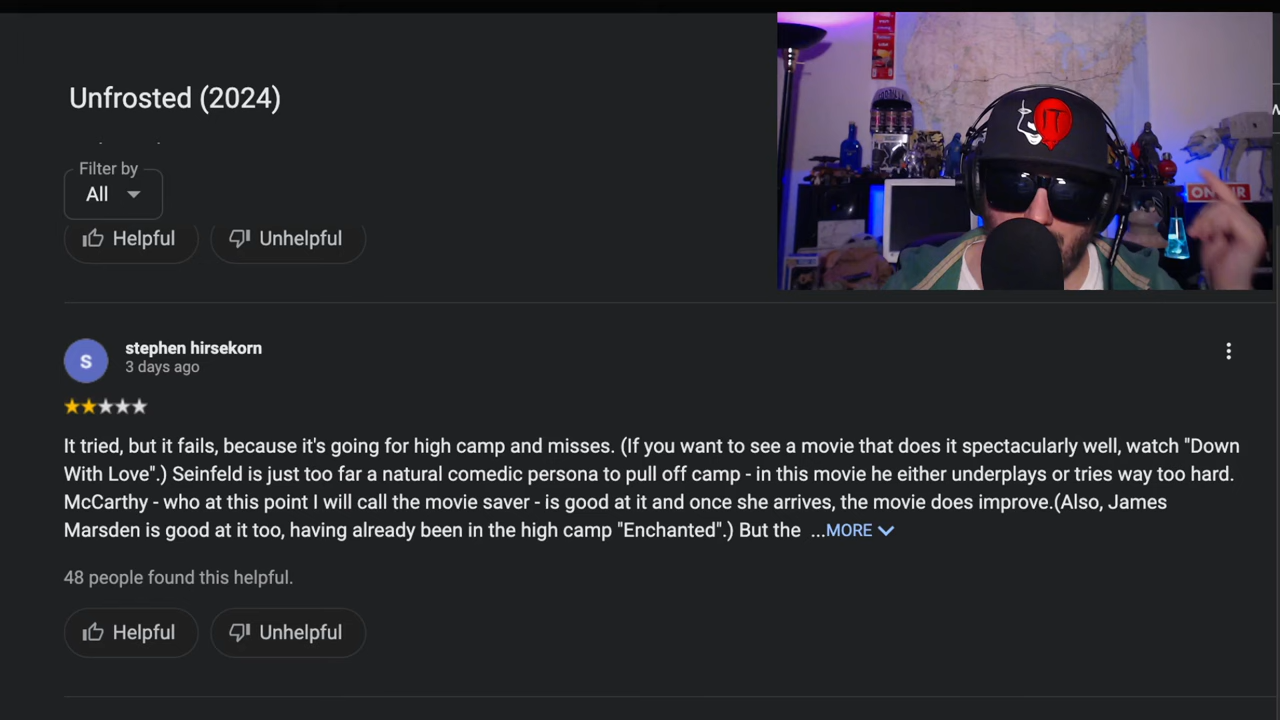 Unfrosted (2024)
Filter by
All
Helpful
Unhelpful
IT
S
stephen hirsekorn
3 days ago
It tried, but it fails, because it's going for high camp and misses. (If you want to see a movie that does it spectacularly well, watch "Down
With Love".) Seinfeld is just too far a natural comedic persona to pull off camp - in this movie he either underplays or tries way too hard.
McCarthy - who at this point I will call the movie saver - is good at it and once she arrives, the movie does improve.(Also, James
Marsden is good at it too, having already been in the high camp "Enchanted".) But the ...MORE
48 people found this helpful.
Helpful
Unhelpful